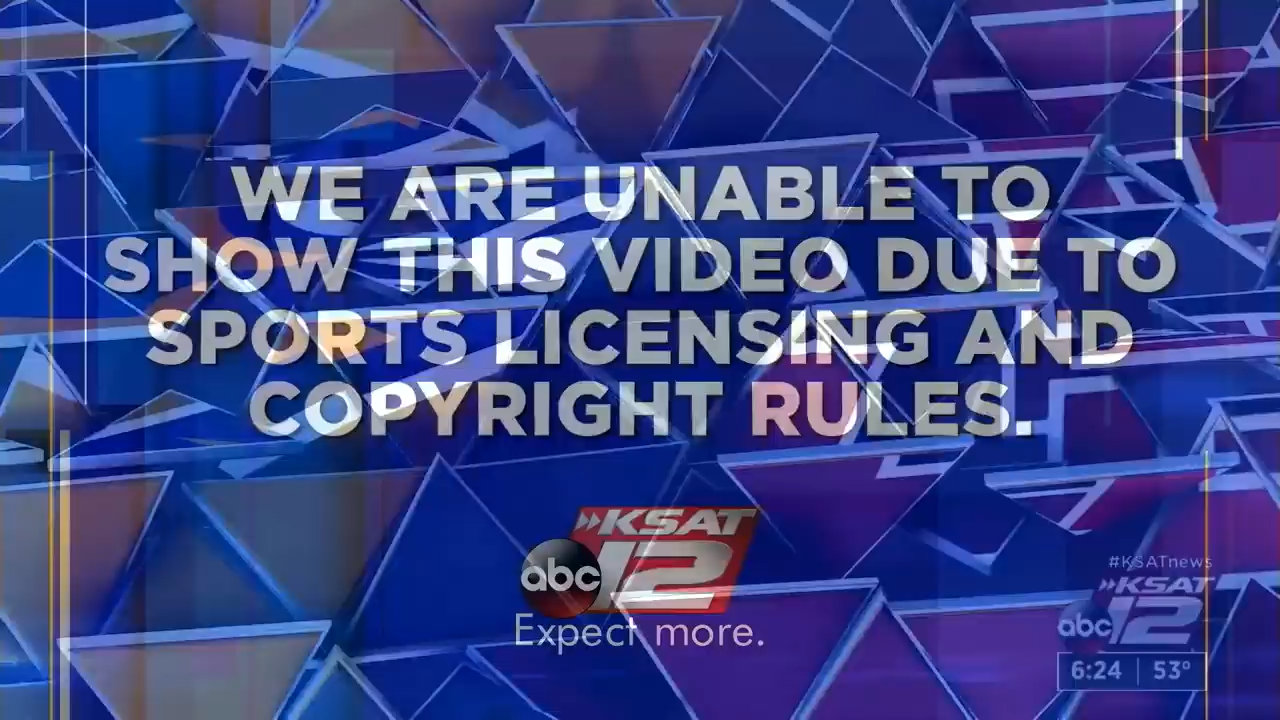 WE ARE UNABLE TO
SHOW THIS VIDEO DUE TO
SPORTS LICENSING AND
COPYRIGHT RULES.
KSAT
abc 12
Expect more.
#KSATnews
KSAT
abc 12
6:24 53°